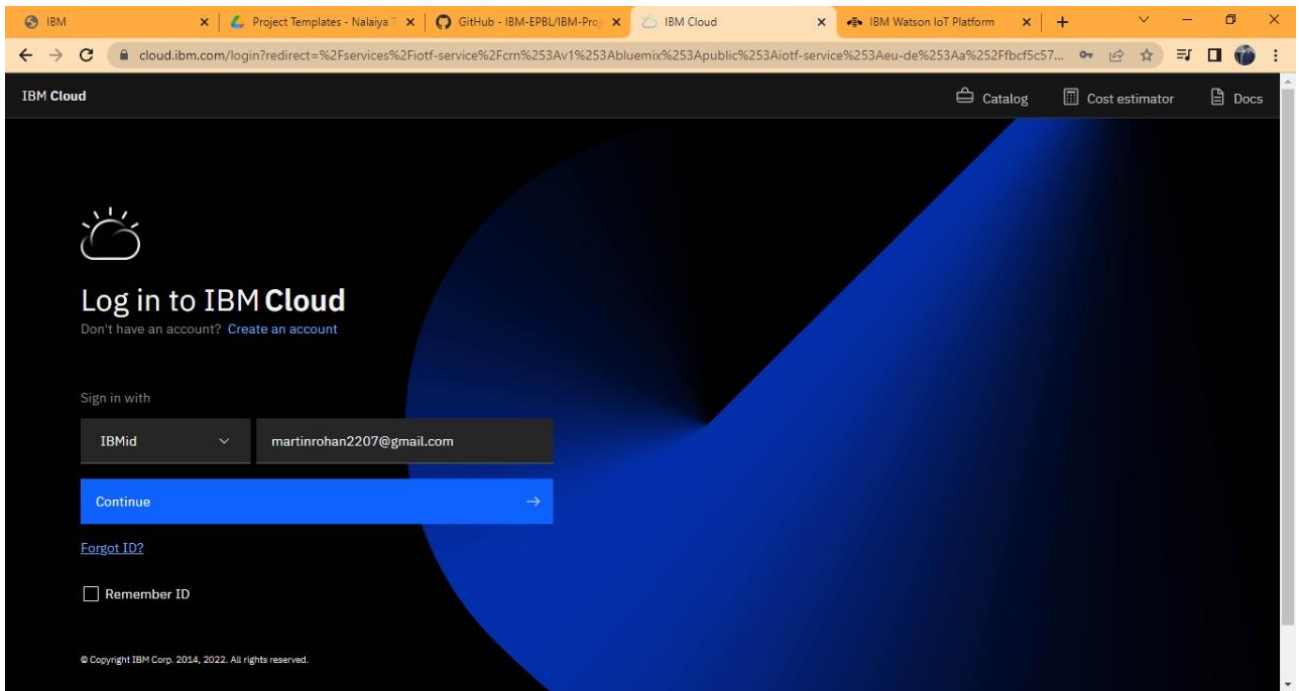 IBM
Project Templates - Nalaiya T
GitHub - IBM-EPBL/IBM-Proj
IBM Cloud
IBM Watson IoT Platform
cloud.ibm.com/login?redirect=%2Fservices%2Fiotf-service%2Fcrn%253Av1%253Abluemix%253Apublic%253Aiotf-service%253Aeu-de%253Aa%252Ffbcf5c57...
IBM Cloud
Catalog
Cost estimator
Docs
Log in to IBM Cloud
Don't have an account? Create an account
Sign in with
IBMid
martinrohan2207@gmail.com
Continue
Forgot ID?
Remember ID
© Copyright IBM Corp. 2014, 2022. All rights reserved.